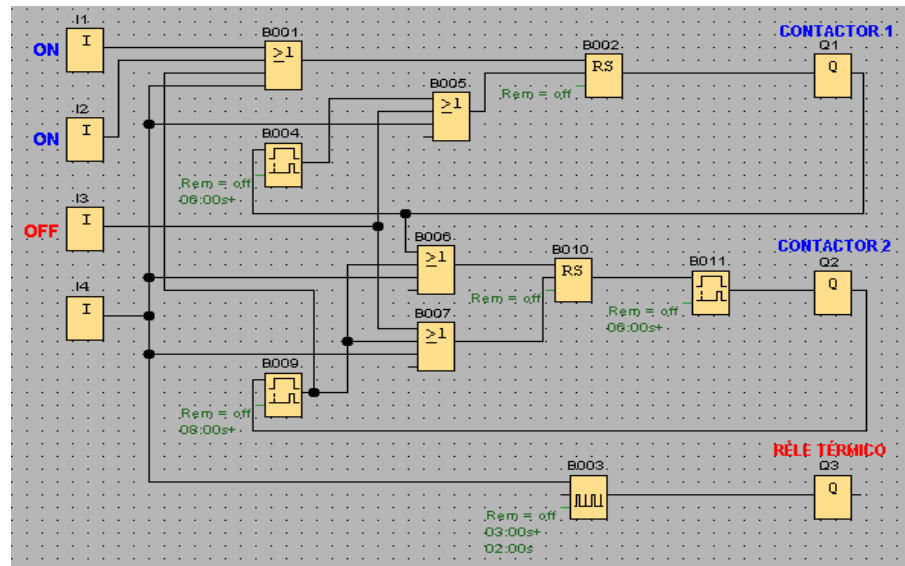 I1
ON
I
B001
≥1
B002
RS
Rem = off
CONTACTOR 1
Q1
Q
I2
ON
I
B005
≥1
B004
Rem = off
06:00s+
I3
OFF
I
B006
≥1
B010
RS
Rem = off
B011
Rem = off
06:00s+
CONTACTOR 2
Q2
Q
I4
I
B007
≥1
B009
Rem = off
08:00s+
RÉLE TÉRMICO
B003
Rem = off
03:00s+
02:00s
Q3
Q